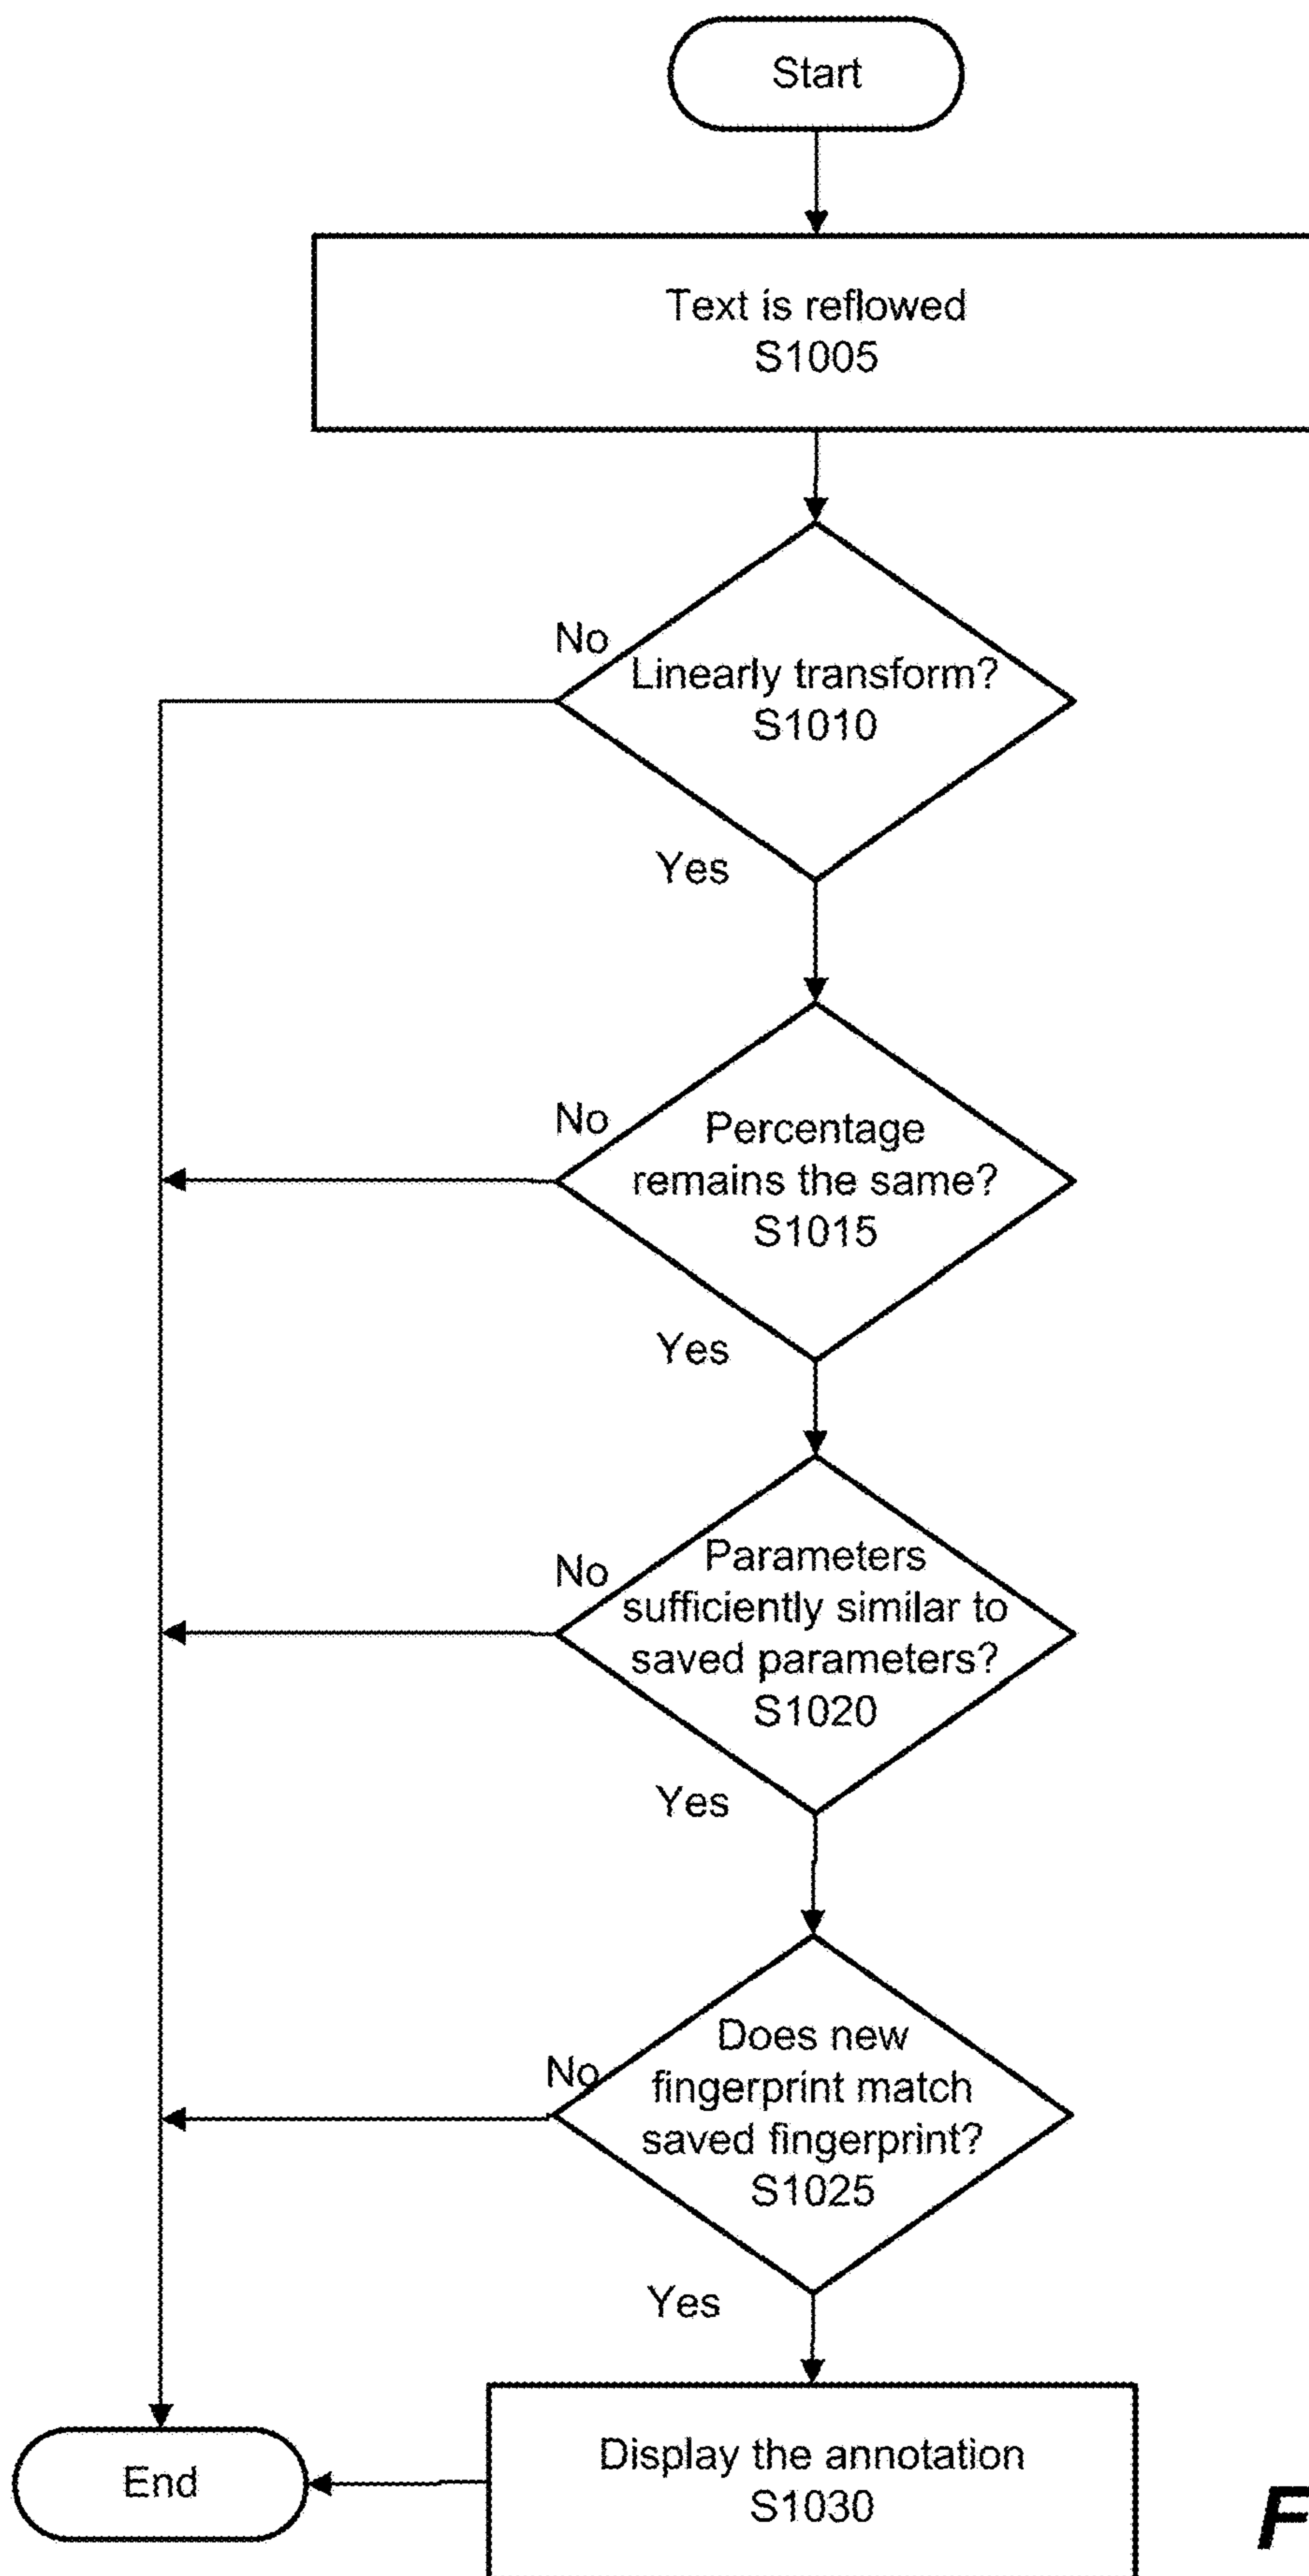 Start
Text is reflowed
S1005
No
Linearly transform?
S1010
Yes
No
Percentage
remains the same?
S1015
Yes
No
Parameters
sufficiently similar to
saved parameters?
S1020
Yes
No
Does new
fingerprint match
saved fingerprint?
S1025
Yes
Display the annotation
S1030
End
F